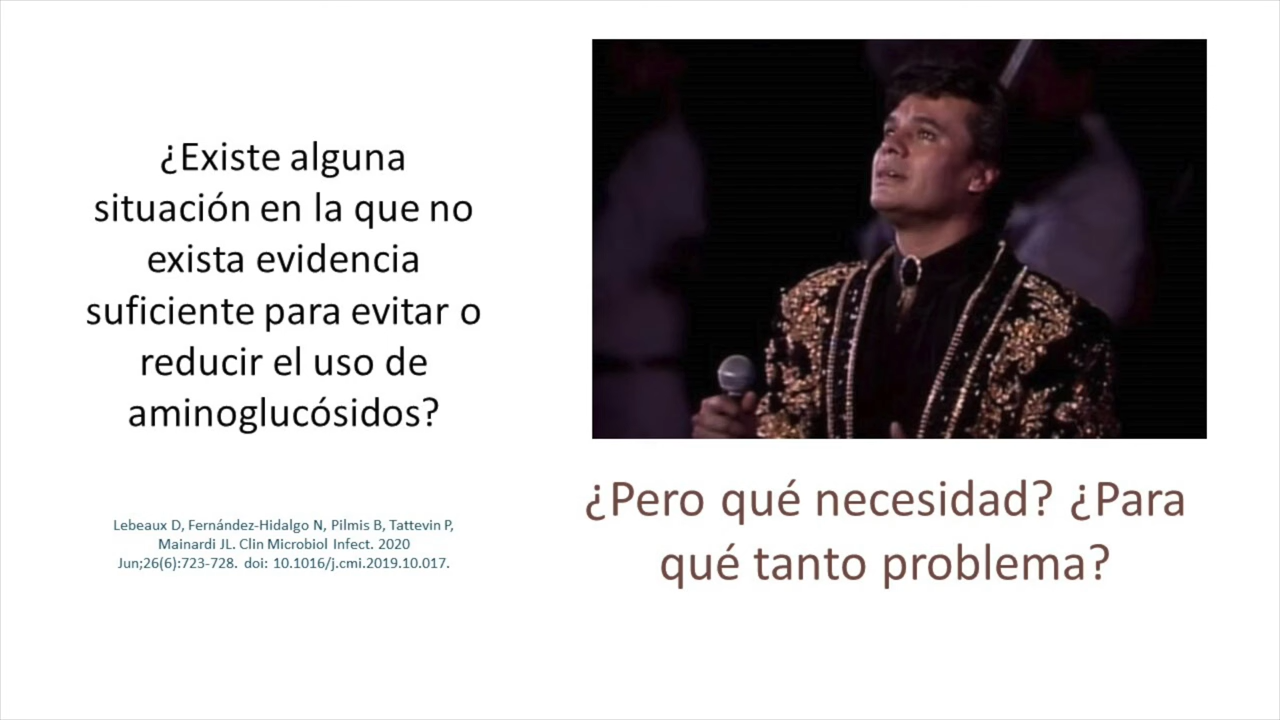 ¿Existe alguna
situación en la que no
exista evidencia
suficiente para evitar o
reducir el uso de
aminoglucósidos?
Lebeaux D, Fernández-Hidalgo N, Pilmis B, Tattevin P,
Mainardi JL. Clin Microbiol Infect. 2020
Jun;26(6):723-728. doi: 10.1016/j.cmi.2019.10.017.
¿Pero qué necesidad? ¿Para
qué tanto problema?